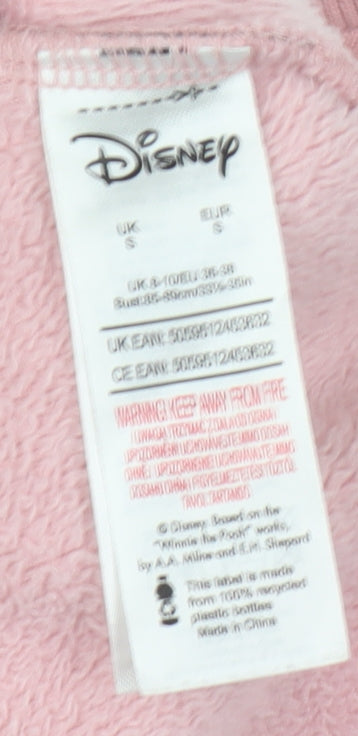 Disney
UK EUR
S S
UK 8-10/EU 36-38
Bust:85-89cm/33½-35in
UK EAN: 5059512453632
CE EAN: 5059512453632
WARNING! KEEP AWAY FROM FIRE
© Disney. Based on the
"Winnie the Pooh" works,
by A.A. Milne and E.H. Shepard
This label is made
from 100% recycled
plastic bottles
Made in China